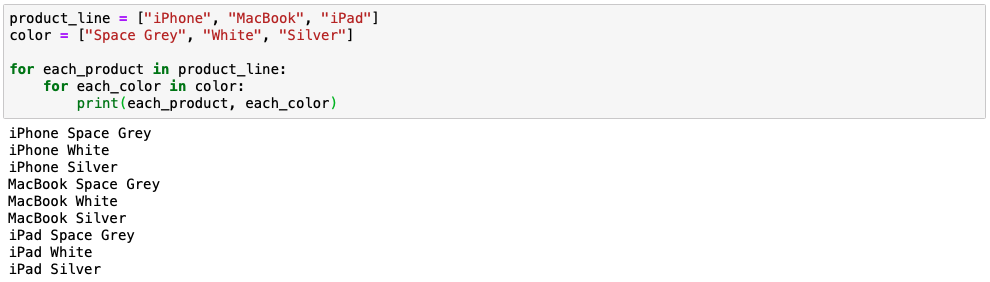 product_line = ["iPhone", "MacBook", "iPad"]
color = ["Space Grey", "White", "Silver"]

for each_product in product_line:
    for each_color in color:
        print(each_product, each_color)
iPhone Space Grey
iPhone White
iPhone Silver
MacBook Space Grey
MacBook White
MacBook Silver
iPad Space Grey
iPad White
iPad Silver